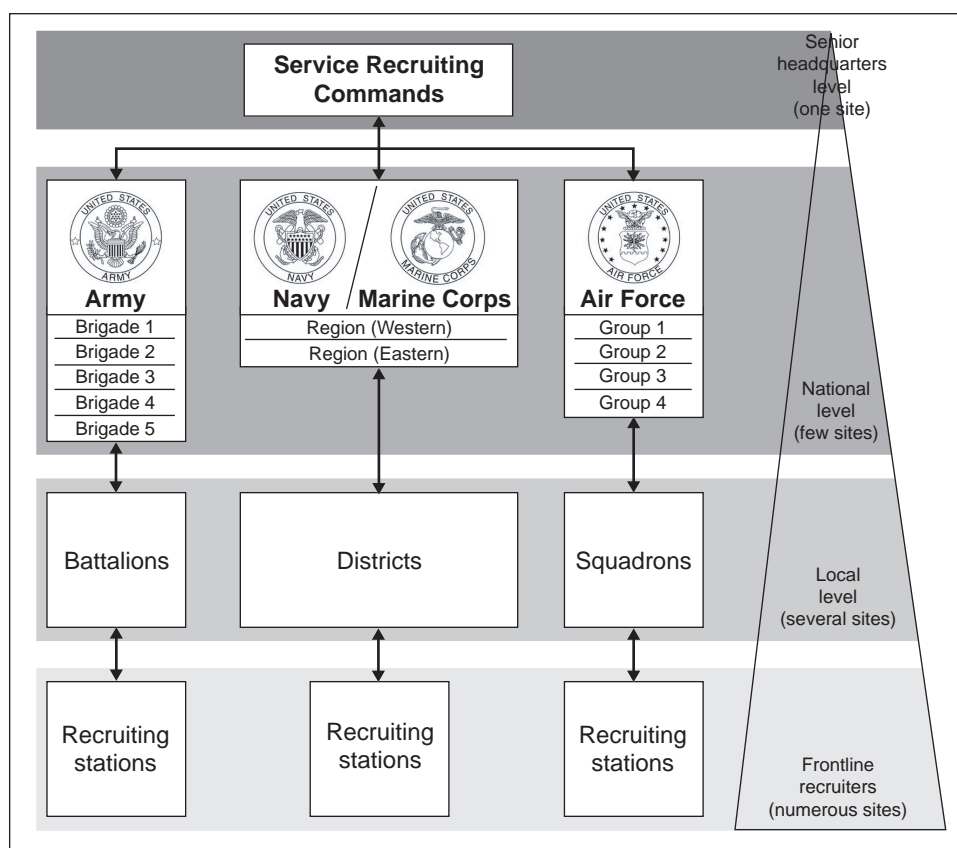 Service Recruiting
Commands
Senior
headquarters
level
(one site)
UNITED STATES
ARMY
Army
Brigade 1
Brigade 2
Brigade 3
Brigade 4
Brigade 5
UNITED STATES
NAVY
Navy
/
UNITED STATES
MARINE CORPS
Marine Corps
Region (Western)
Region (Eastern)
UNITED STATES
AIR FORCE
Air Force
Group 1
Group 2
Group 3
Group 4
National
level
(few sites)
Battalions
Districts
Squadrons
Local
level
(several sites)
Recruiting
stations
Recruiting
stations
Recruiting
stations
Frontline
recruiters
(numerous sites)